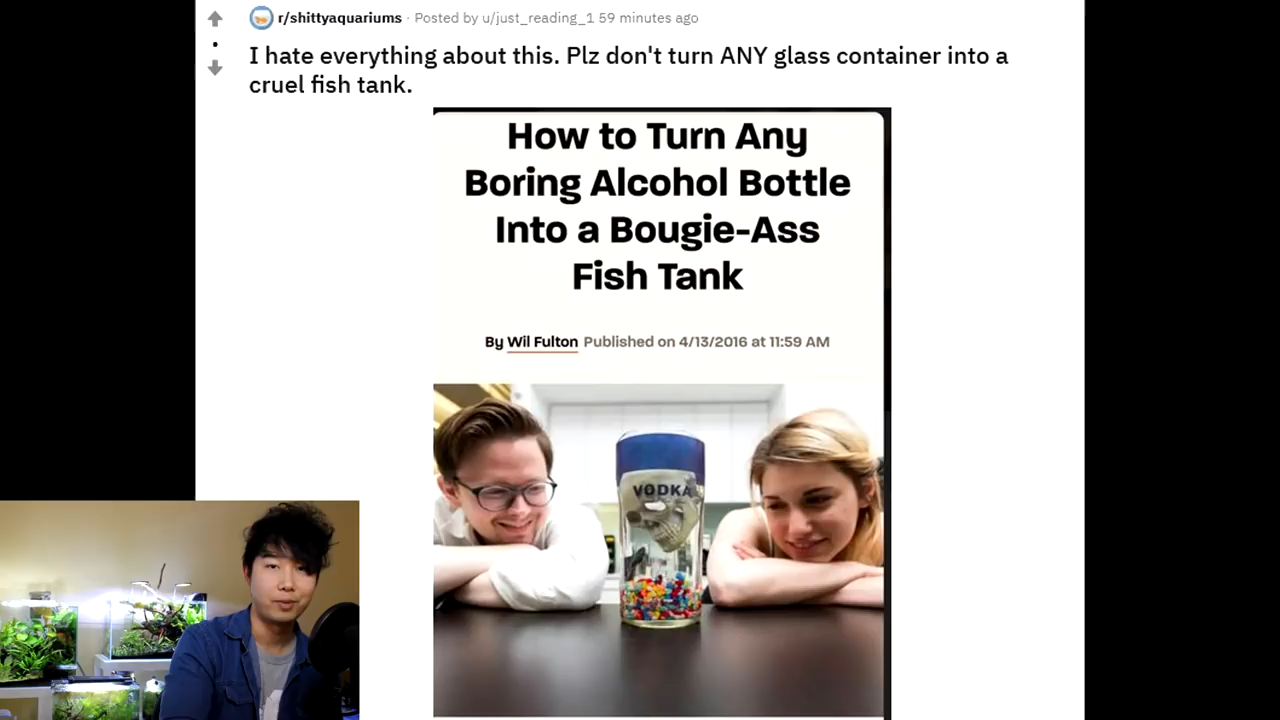 r/shittyaquariums · Posted by u/just_reading_1 59 minutes ago
I hate everything about this. Plz don't turn ANY glass container into a
cruel fish tank.
How to Turn Any
Boring Alcohol Bottle
Into a Bougie-Ass
Fish Tank
By Wil Fulton Published on 4/13/2016 at 11:59 AM
VODKA